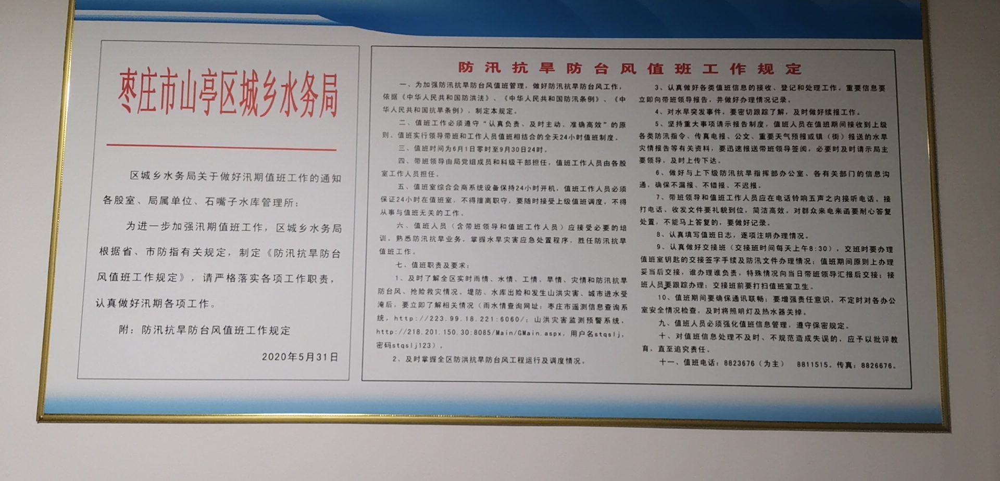 枣庄市山亭区城乡水务局
区城乡水务局关于做好汛期值班工作的通知
各股室、局属单位、石嘴子水库管理所：
为进一步加强汛期值班工作，区城乡水务局
根据省、市防指有关规定，制定《防汛抗旱防台
风值班工作规定》，请严格落实各项工作职责，
认真做好汛期各项工作。
附：防汛抗旱防台风值班工作规定
2020年5月31日
防汛抗旱防台风值班工作规定
一、为加强防汛抗旱防台风值班管理，做好防汛抗旱防台风工作，
依据《中华人民共和国防洪法》、《中华人民共和国防汛条例》、《中
华人民共和国抗旱条例》，制定本规定。
二、值班工作必须遵守“认真负责、及时主动、准确高效”的原
则。值班实行领导带班和工作人员值班相结合的全天24小时值班制度。
三、值班时间为6月1日零时至9月30日24时。
四、带班领导由局党组成员和科级干部担任，值班工作人员由各股
室工作人员担任。
五、值班室综合会商系统设备保持24小时开机，值班工作人员必须
保证24小时在值班室，不得擅离职守，要随时接受上级值班调度，不得
从事与值班无关的工作。
六、值班人员（含带班领导和值班工作人员）应接受必要的培
训，熟悉防汛抗旱业务，掌握水旱灾害应急处置程序，胜任防汛抗旱
值班工作。
七、值班职责及要求：
1、及时了解全区实时雨情、水情、工情、旱情、灾情和防汛抗旱
防台风、抢险救灾情况。堤防、水库出险和发生山洪灾害、城市进水受
淹后，要立即了解相关情况（雨水情查询网址：枣庄市遥测信息查询系
统，http://223.99.18.221:6060/；山洪灾害监测预警系统，
http://218.201.150.30:8085/Main/GMain.aspx，用户名stqslj，
密码stqslj123）。
2、及时掌握全区防洪抗旱防台风工程运行及调度情况。
3、认真做好各类值班信息的接收、登记和处理工作。重要信息要
立即向带班领导报告，并做好办理情况记录。
4、对水旱突发事件，要密切跟踪了解，及时做好续报工作。
5、坚持重大事项请示报告制度，值班人员在值班期间接收到上级
各类防汛指令、传真电报、公文、重要天气预报或镇（街）报送的水旱
灾情报告等有关资料，要迅速报送带班领导签阅，必要时及时请示局主
要领导，及时上传下达。
6、做好与上下级防汛抗旱指挥部办公室、各有关部门的信息沟
通，确保不漏报、不错报、不迟报。
7、带班领导和值班工作人员应在电话铃响五声之内接听电话。接
打电话、收发文件要礼貌到位，简洁高效。对群众来电来函要耐心答复
处置，不能马上答复的，要做好记录。
8、认真填写值班日志，逐项注明办理情况。
9、认真做好交接班（交接班时间每天上午8:30），交班时要办理
值班室钥匙的交接签字手续及防汛文件办理情况；值班期间原则上办理
妥当后交接，谁办理谁负责，特殊情况向当日带班领导汇报后交接；接
班人员要跟踪办理；交接班前要打扫值班室卫生。
10、值班期间要确保通讯联畅；要增强责任意识，不定时对各办公
室安全情况检查，及时将照明灯及热水器关掉。
九、值班人员必须强化值班信息管理，遵守保密规定。
十、对值班信息处理不及时、不规范造成失误的，应予以批评教
育，直至追究责任。
十一、值班电话：8823676（为主） 8811515。传真：8826676。